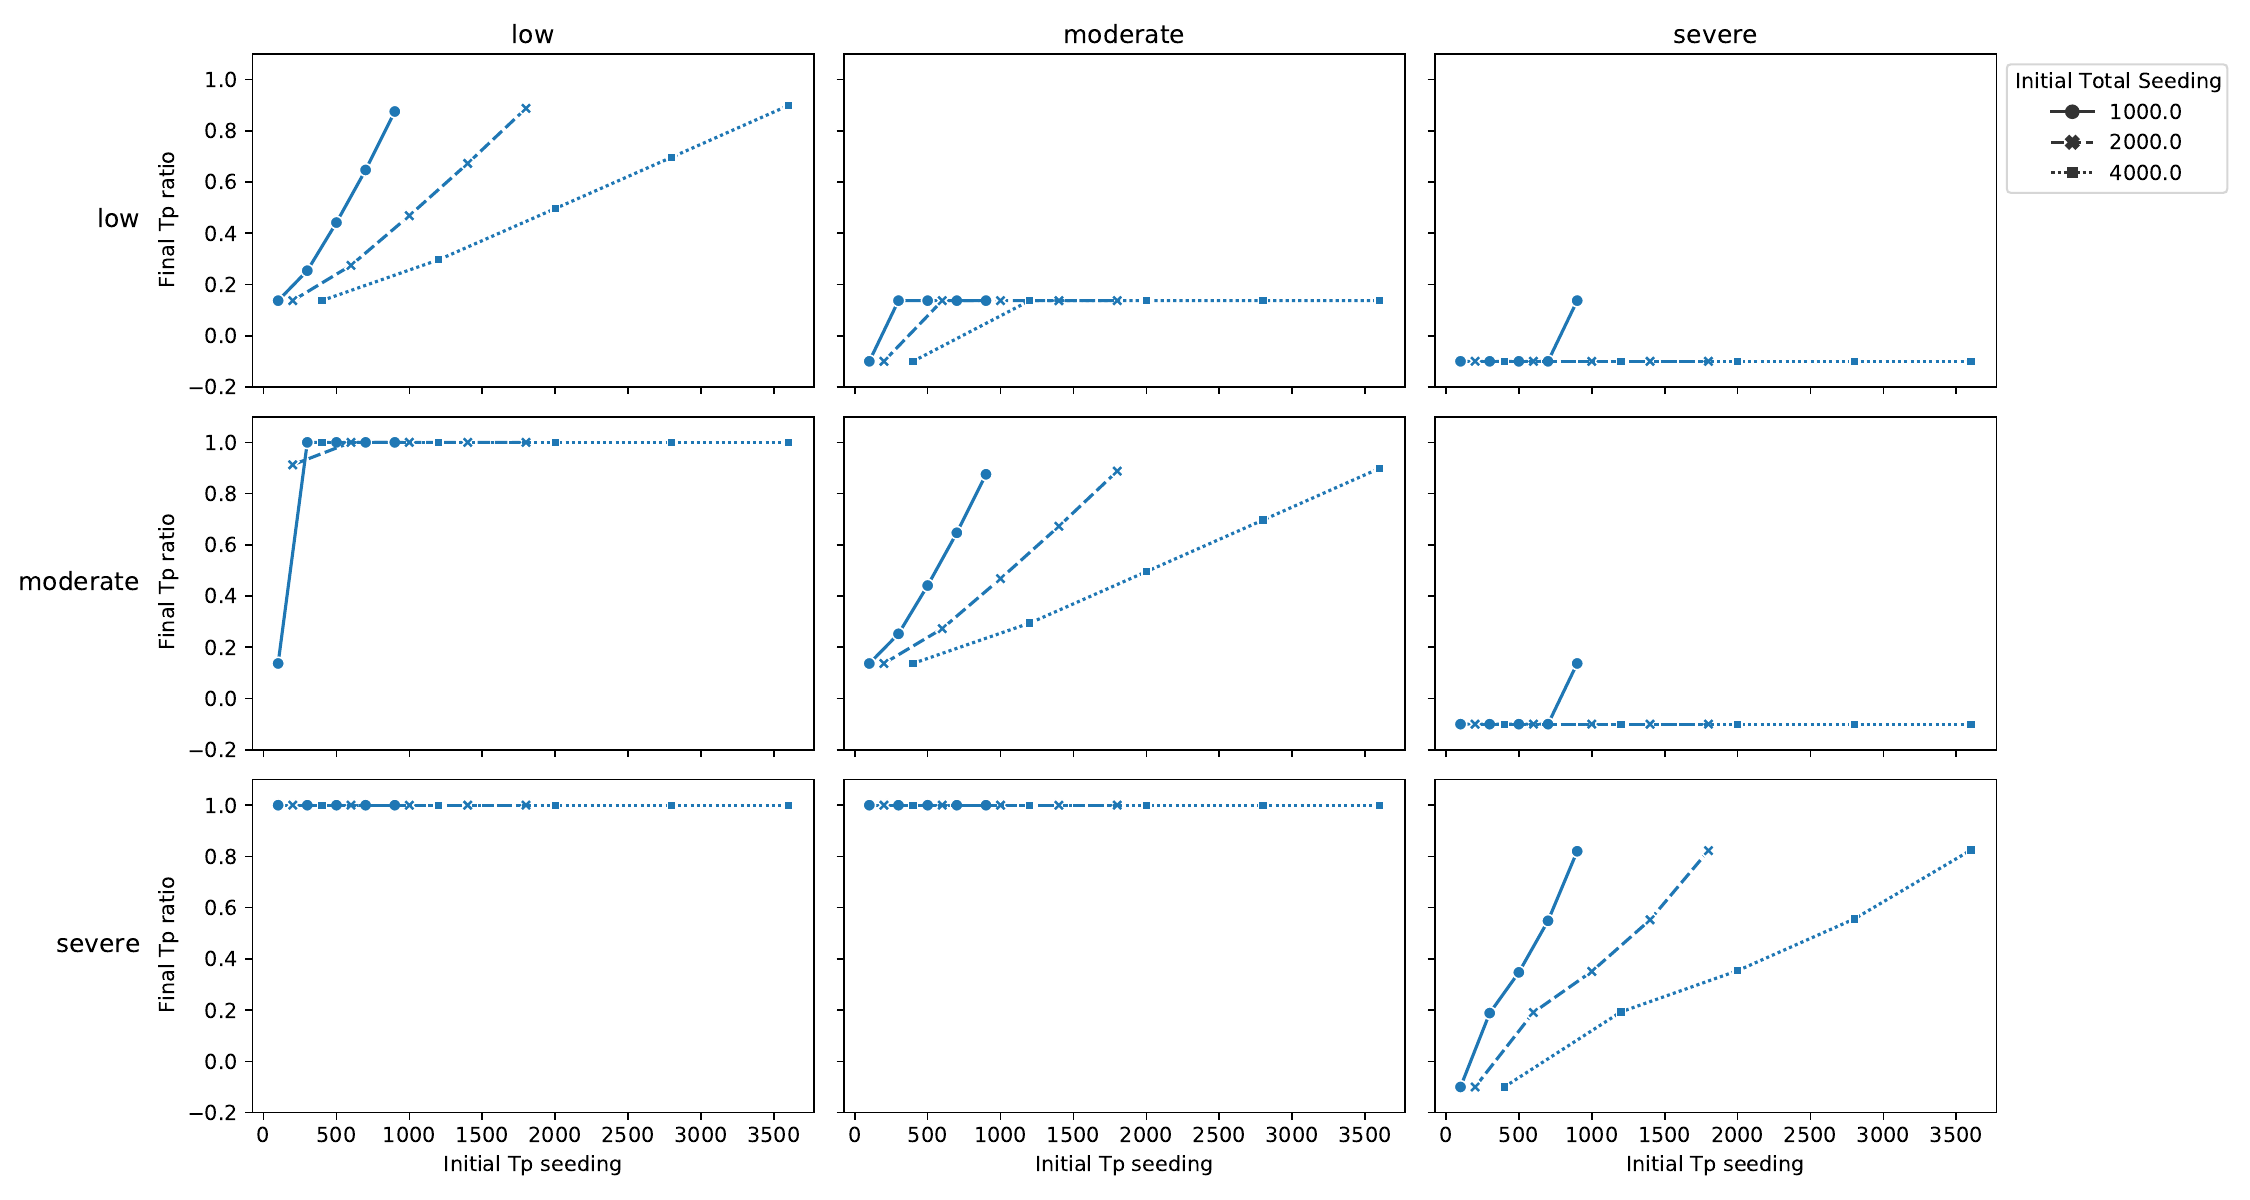 low
moderate
severe
Initial Total Seeding
1000.0
2000.0
4000.0
low
Final Tp ratio
1.0
0.8
0.6
0.4
0.2
0.0
−0.2
moderate
Final Tp ratio
1.0
0.8
0.6
0.4
0.2
0.0
−0.2
severe
Final Tp ratio
1.0
0.8
0.6
0.4
0.2
0.0
−0.2
0 500 1000 1500 2000 2500 3000 3500
0 500 1000 1500 2000 2500 3000 3500
0 500 1000 1500 2000 2500 3000 3500
Initial Tp seeding
Initial Tp seeding
Initial Tp seeding